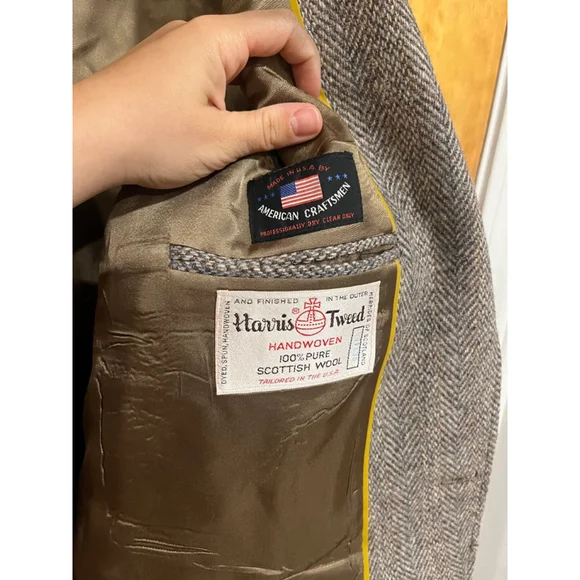 MADE IN U.S.A. BY
AMERICAN CRAFTSMEN
PROFESSIONALLY DRY CLEAN ONLY
DYED, SPUN, HANDWOVEN
AND FINISHED IN THE OUTER
HEBRIDES OF SCOTLAND
Harris® Tweed
HANDWOVEN
100% PURE
SCOTTISH WOOL
TAILORED IN THE U.S.A.